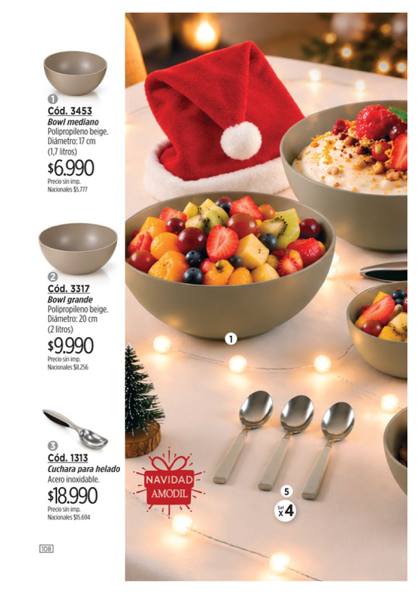 1
Cód. 3453
Bowl mediano
Polipropileno beige.
Diámetro: 17 cm
(1,7 litros)
$6.990
Precio sin imp.
Nacionales $5.777
2
Cód. 3317
Bowl grande
Polipropileno beige.
Diámetro: 20 cm
(2 litros)
$9.990
Precio sin imp.
Nacionales $8.256
3
Cód. 1313
Cuchara para helado
Acero inoxidable.
$18.990
Precio sin imp.
Nacionales $15.694
108
1
NAVIDAD
AMODIL
5
Set
x4